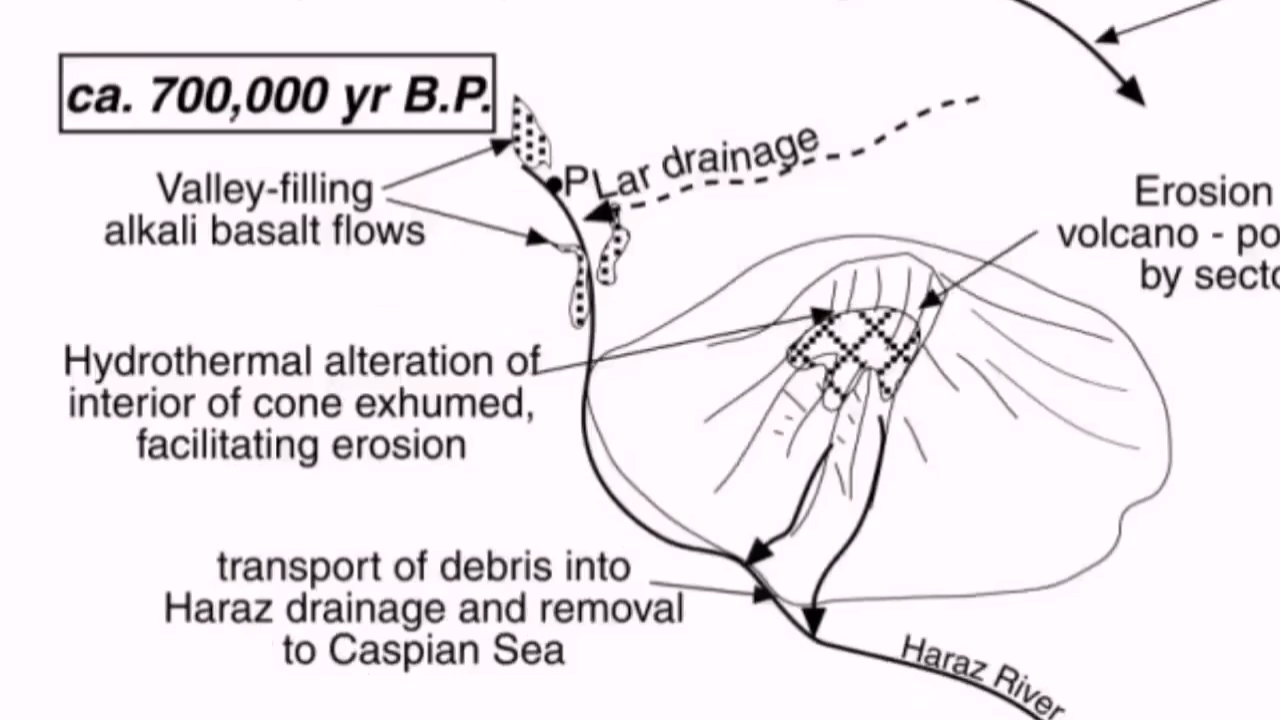 ca. 700,000 yr B.P.
Valley-filling
alkali basalt flows
P
Lar drainage
Erosion
volcano - po
by secto
Hydrothermal alteration of
interior of cone exhumed,
facilitating erosion
transport of debris into
Haraz drainage and removal
to Caspian Sea
Haraz River